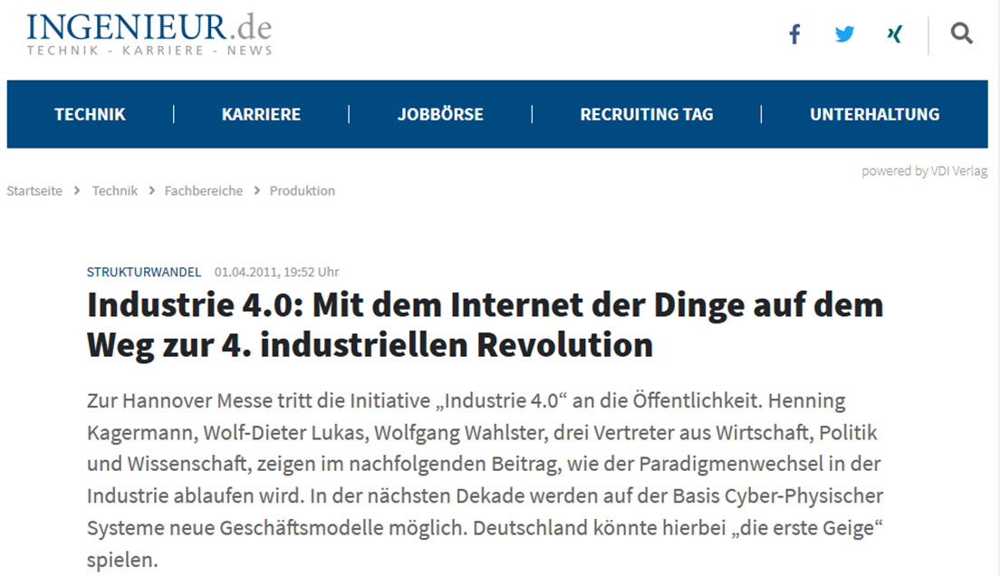 INGENIEUR.de
TECHNIK - KARRIERE - NEWS
TECHNIK | KARRIERE | JOBBÖRSE | RECRUITING TAG | UNTERHALTUNG
powered by VDI Verlag
Startseite > Technik > Fachbereiche > Produktion
STRUKTURWANDEL 01.04.2011, 19:52 Uhr
Industrie 4.0: Mit dem Internet der Dinge auf dem
Weg zur 4. industriellen Revolution
Zur Hannover Messe tritt die Initiative „Industrie 4.0“ an die Öffentlichkeit. Henning
Kagermann, Wolf-Dieter Lukas, Wolfgang Wahlster, drei Vertreter aus Wirtschaft, Politik
und Wissenschaft, zeigen im nachfolgenden Beitrag, wie der Paradigmenwechsel in der
Industrie ablaufen wird. In der nächsten Dekade werden auf der Basis Cyber-Physischer
Systeme neue Geschäftsmodelle möglich. Deutschland könnte hierbei „die erste Geige“
spielen.